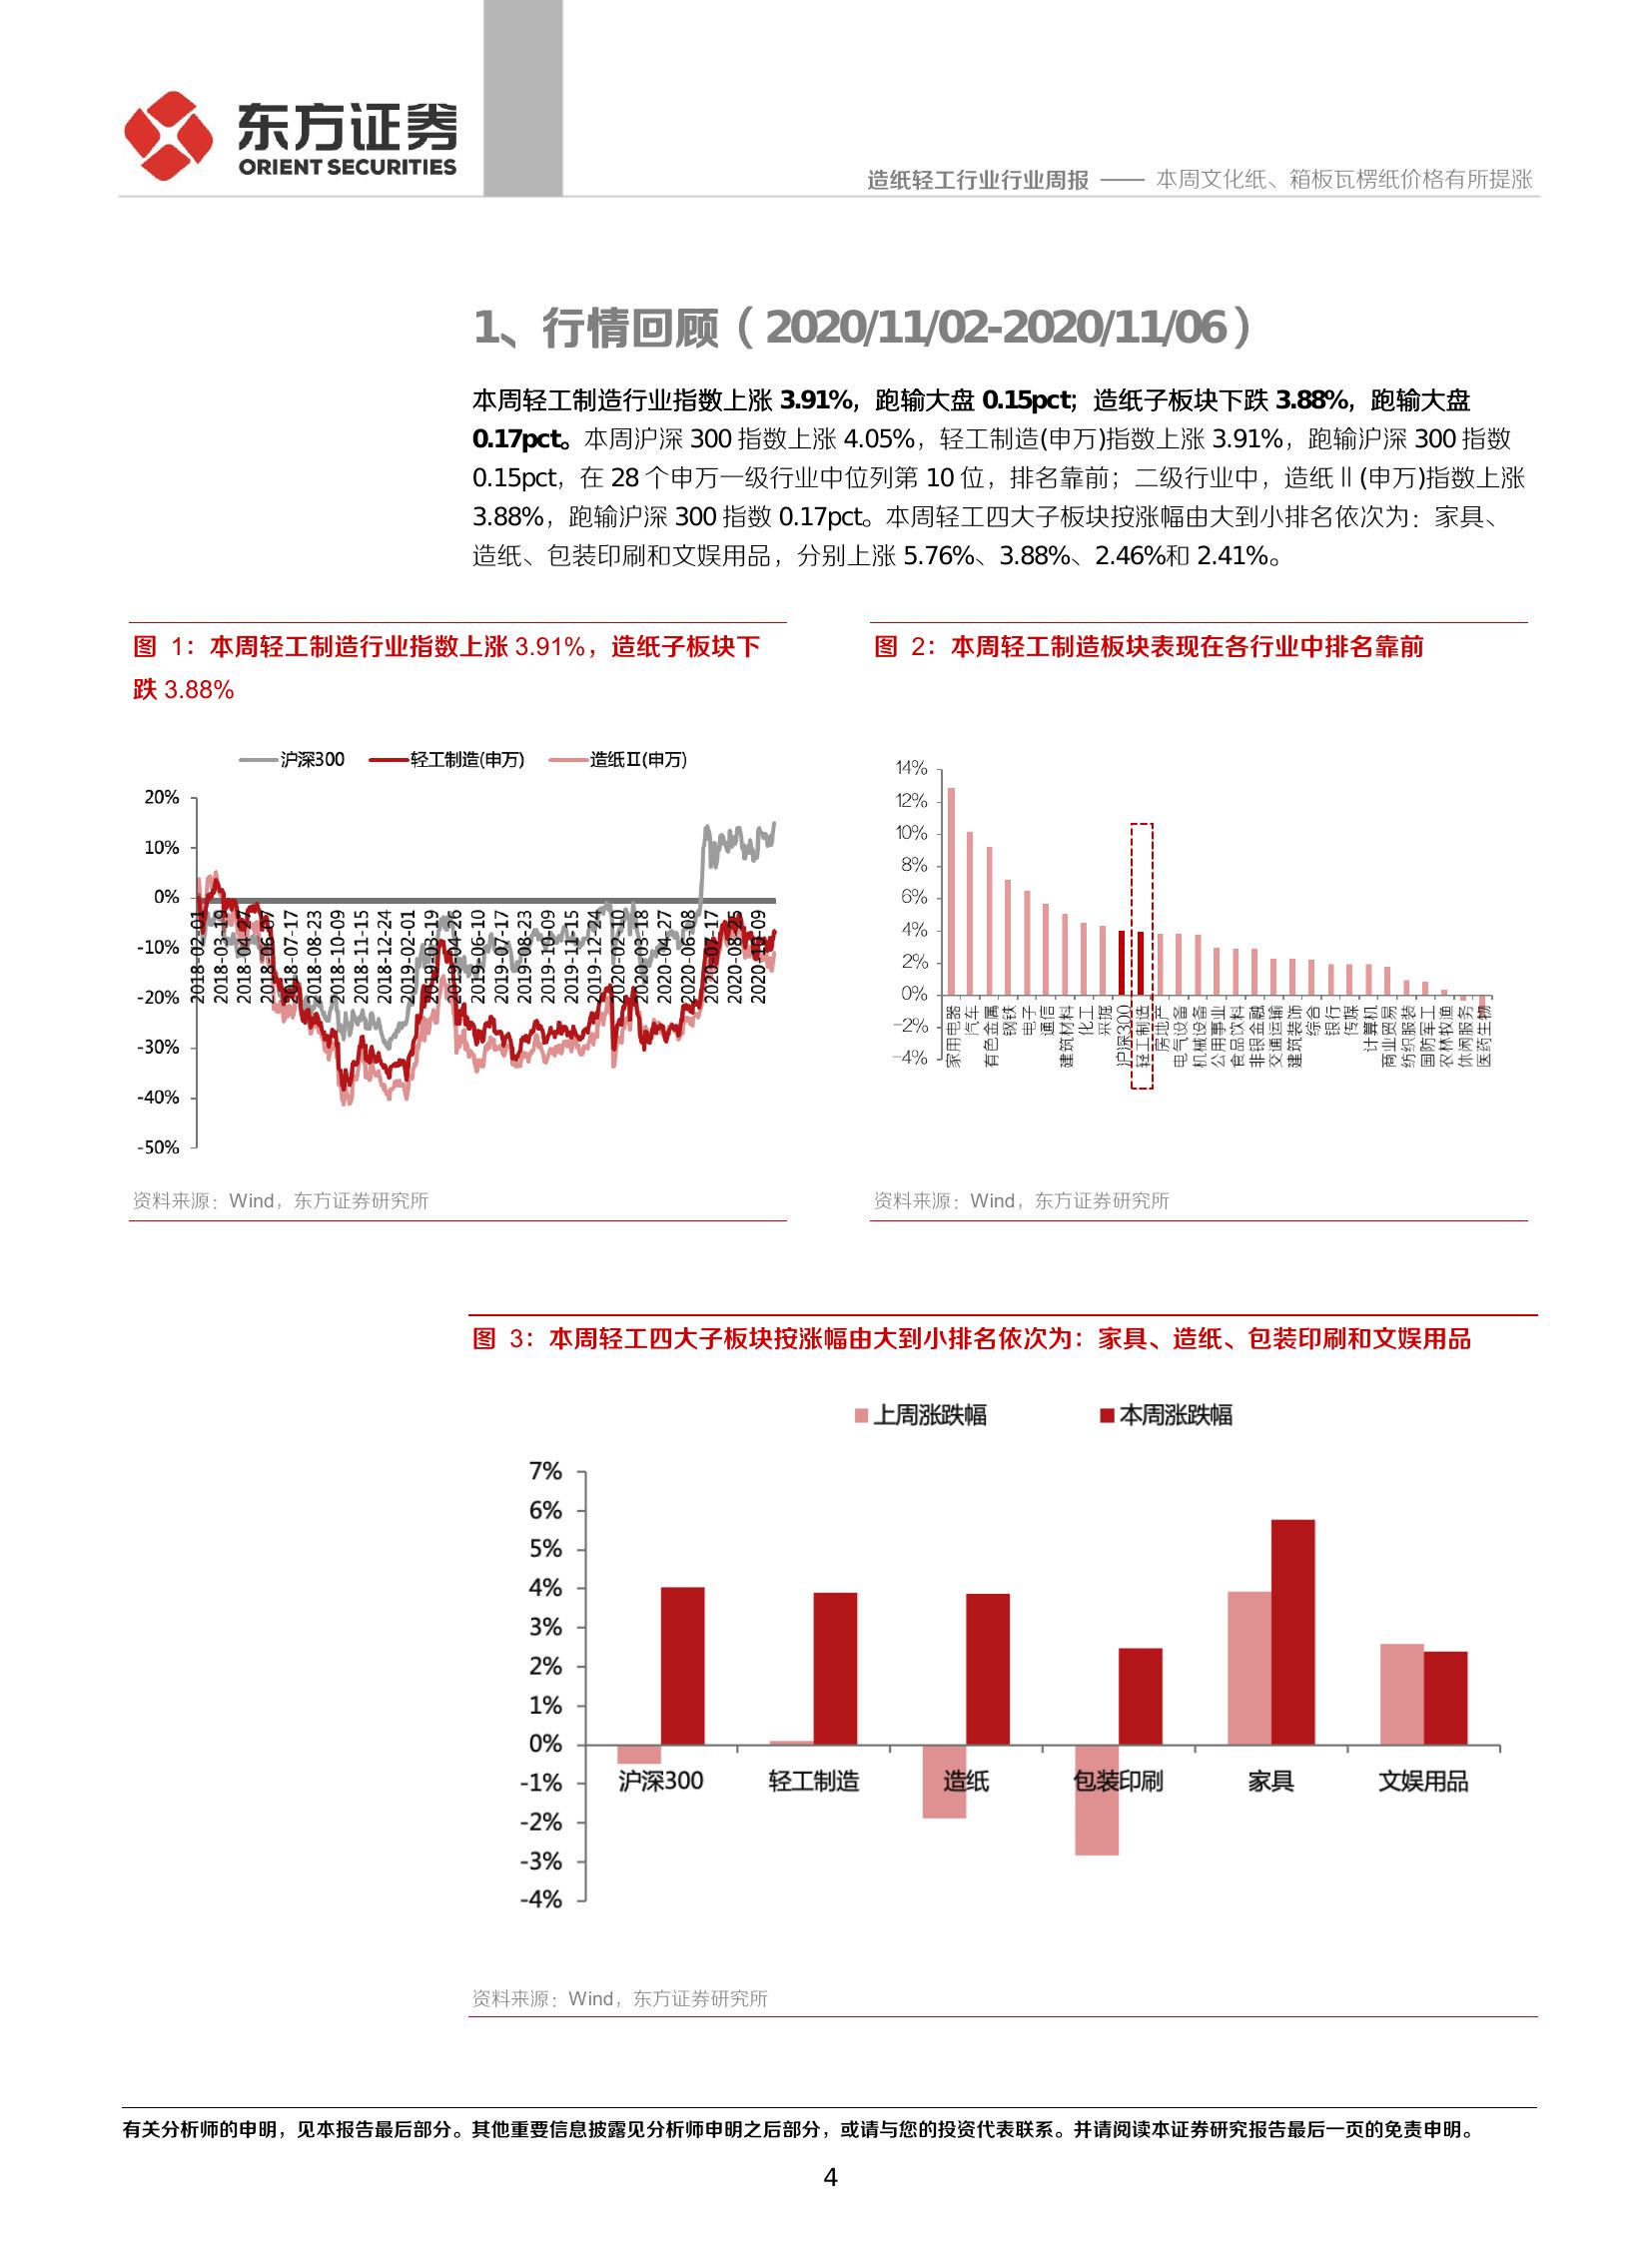 东方证券
ORIENT SECURITIES
造纸轻工行业行业周报 —— 本周文化纸、箱板瓦楞纸价格有所提涨
1、行情回顾（2020/11/02-2020/11/06）
本周轻工制造行业指数上涨 3.91%，跑输大盘 0.15pct；造纸子板块下跌 3.88%，跑输大盘
0.17pct。本周沪深 300 指数上涨 4.05%，轻工制造(申万)指数上涨 3.91%，跑输沪深 300 指数
0.15pct，在 28 个申万一级行业中位列第 10 位，排名靠前；二级行业中，造纸Ⅱ(申万)指数上涨
3.88%，跑输沪深 300 指数 0.17pct。本周轻工四大子板块按涨幅由大到小排名依次为：家具、
造纸、包装印刷和文娱用品，分别上涨 5.76%、3.88%、2.46%和 2.41%。
图 1：本周轻工制造行业指数上涨 3.91%，造纸子板块下
跌 3.88%
沪深300 轻工制造(申万) 造纸Ⅱ(申万)
20%
10%
0%
-10%
-20%
-30%
-40%
-50%
2018-02-01
2018-03-19
2018-04-27
2018-06-07
2018-07-17
2018-08-23
2018-10-09
2018-11-15
2018-12-24
2019-02-01
2019-03-19
2019-04-26
2019-06-10
2019-07-17
2019-08-23
2019-10-09
2019-11-15
2019-12-24
2020-02-10
2020-03-18
2020-04-27
2020-06-08
2020-07-17
2020-08-25
2020-10-09
资料来源：Wind，东方证券研究所
图 2：本周轻工制造板块表现在各行业中排名靠前
14%
12%
10%
8%
6%
4%
2%
0%
-2%
-4%
家用电器
汽车
有色金属
钢铁
电子
通信
建筑材料
化工
采掘
沪深300
轻工制造
房地产
电气设备
机械设备
公用事业
食品饮料
非银金融
交通运输
建筑装饰
综合
银行
传媒
计算机
商业贸易
纺织服装
国防军工
农林牧渔
休闲服务
医药生物
资料来源：Wind，东方证券研究所
图 3：本周轻工四大子板块按涨幅由大到小排名依次为：家具、造纸、包装印刷和文娱用品
上周涨跌幅 本周涨跌幅
7%
6%
5%
4%
3%
2%
1%
0%
-1%
-2%
-3%
-4%
沪深300 轻工制造 造纸 包装印刷 家具 文娱用品
资料来源：Wind，东方证券研究所
有关分析师的申明，见本报告最后部分。其他重要信息披露见分析师申明之后部分，或请与您的投资代表联系。并请阅读本证券研究报告最后一页的免责申明。
4